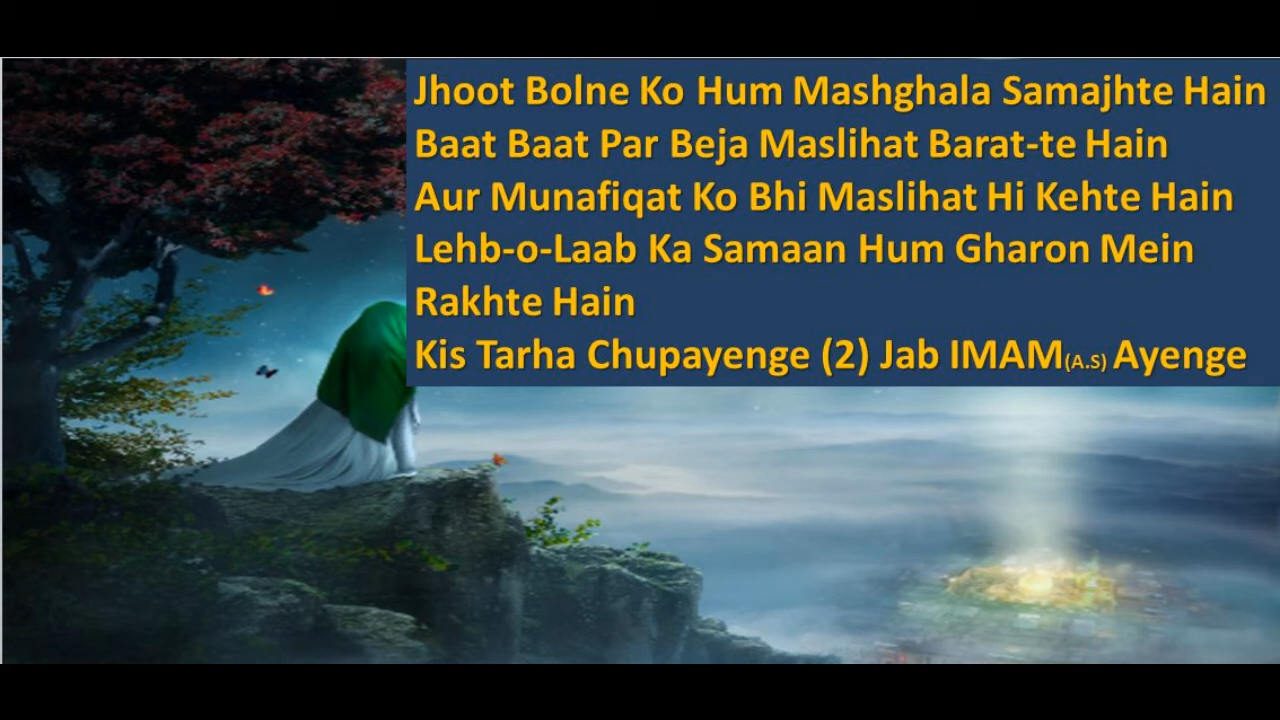 Jhoot Bolne Ko Hum Mashghala Samajhte Hain
Baat Baat Par Beja Maslihat Barat-te Hain
Aur Munafiqat Ko Bhi Maslihat Hi Kehte Hain
Lehb-o-Laab Ka Samaan Hum Gharon Mein
Rakhte Hain
Kis Tarha Chupayenge (2) Jab IMAM(A.S) Ayenge